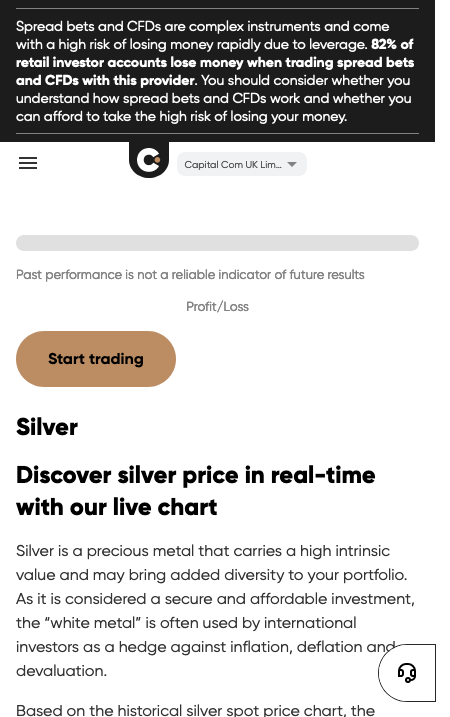 Spread bets and CFDs are complex instruments and come
with a high risk of losing money rapidly due to leverage. 82% of
retail investor accounts lose money when trading spread bets
and CFDs with this provider. You should consider whether you
understand how spread bets and CFDs work and whether you
can afford to take the high risk of losing your money.
Capital Com UK Lim...
Past performance is not a reliable indicator of future results
Profit/Loss
Start trading
Silver
Discover silver price in real-time
with our live chart
Silver is a precious metal that carries a high intrinsic
value and may bring added diversity to your portfolio.
As it is considered a secure and affordable investment,
the “white metal” is often used by international
investors as a hedge against inflation, deflation and
devaluation.
Based on the historical silver spot price chart, the